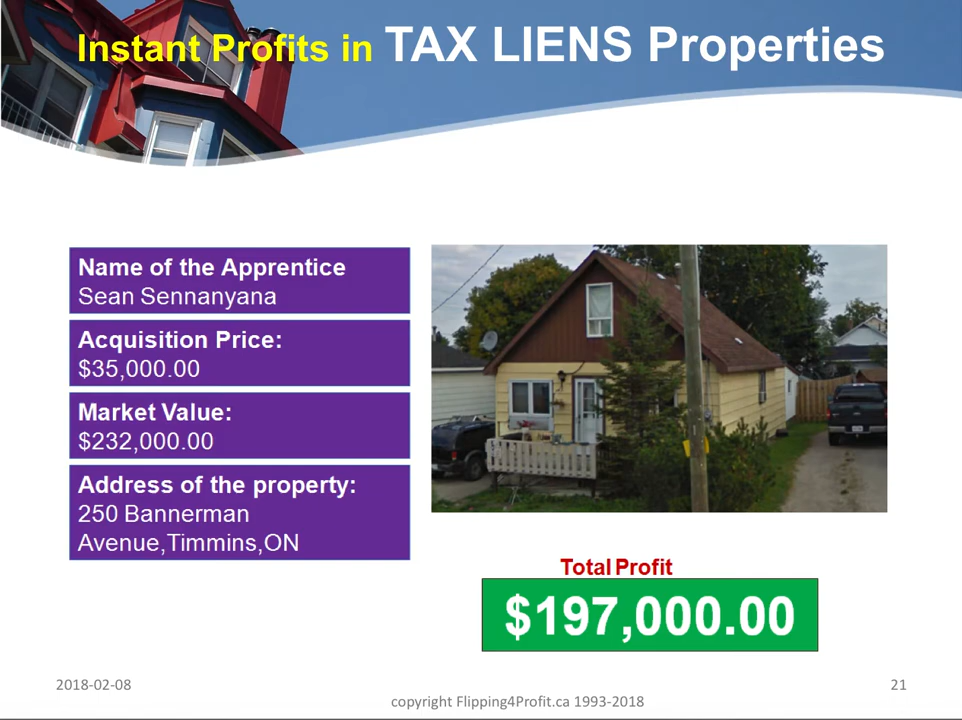 Instant Profits in TAX LIENS Properties
Name of the Apprentice
Sean Sennanyana
Acquisition Price:
$35,000.00
Market Value:
$232,000.00
Address of the property:
250 Bannerman
Avenue,Timmins,ON
Total Profit
$197,000.00
2018-02-08
21
copyright Flipping4Profit.ca 1993-2018